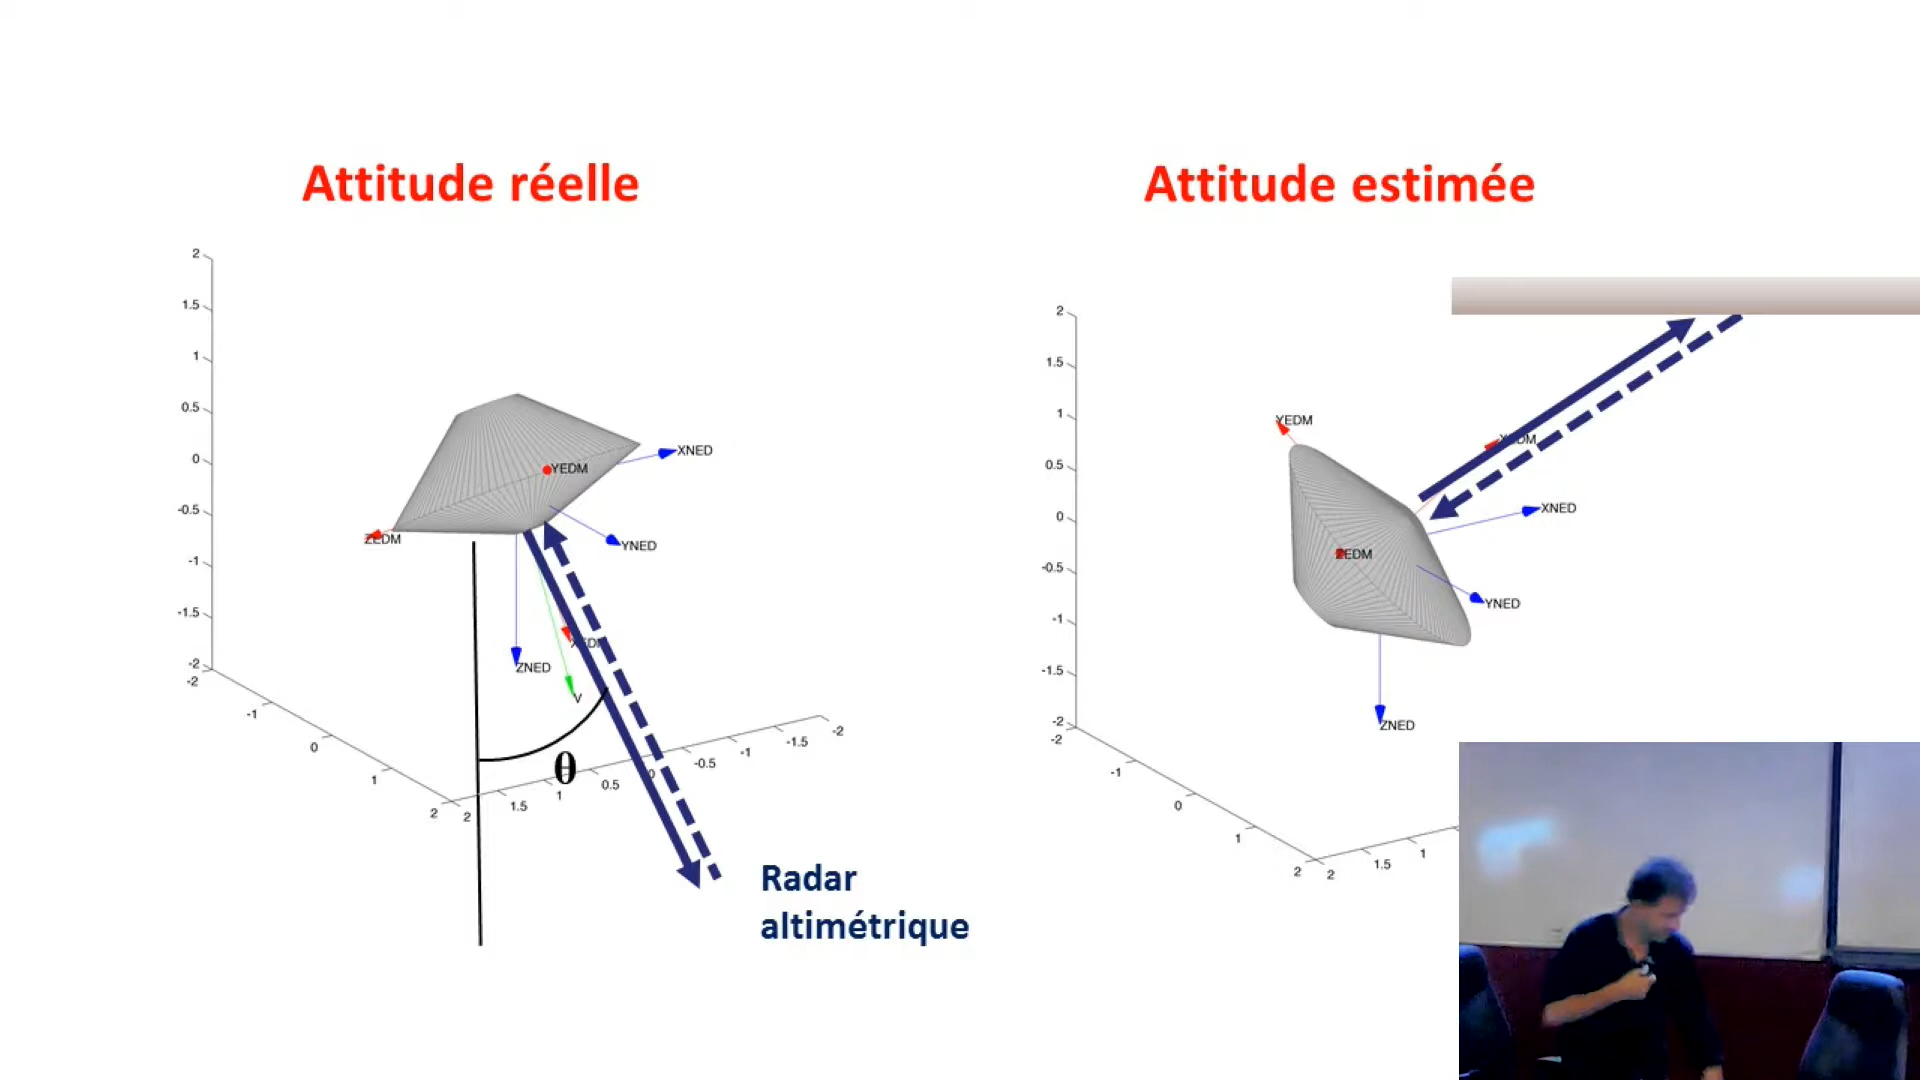 Attitude réelle
Attitude estimée
2
1.5
1
0.5
0
-0.5
-1
-1.5
-2
-2
-1
0
1
2
2
1.5
1
0.5
0
-0.5
-1
-1.5
-2
YEDM
XNED
ZEDM
YNED
ZNED
V
θ
Radar
altimétrique
2
1.5
1
0.5
0
-0.5
-1
-1.5
-2
-2
-1
0
1
2
2
1.5
1
YEDM
XNED
ZEDM
YNED
ZNED